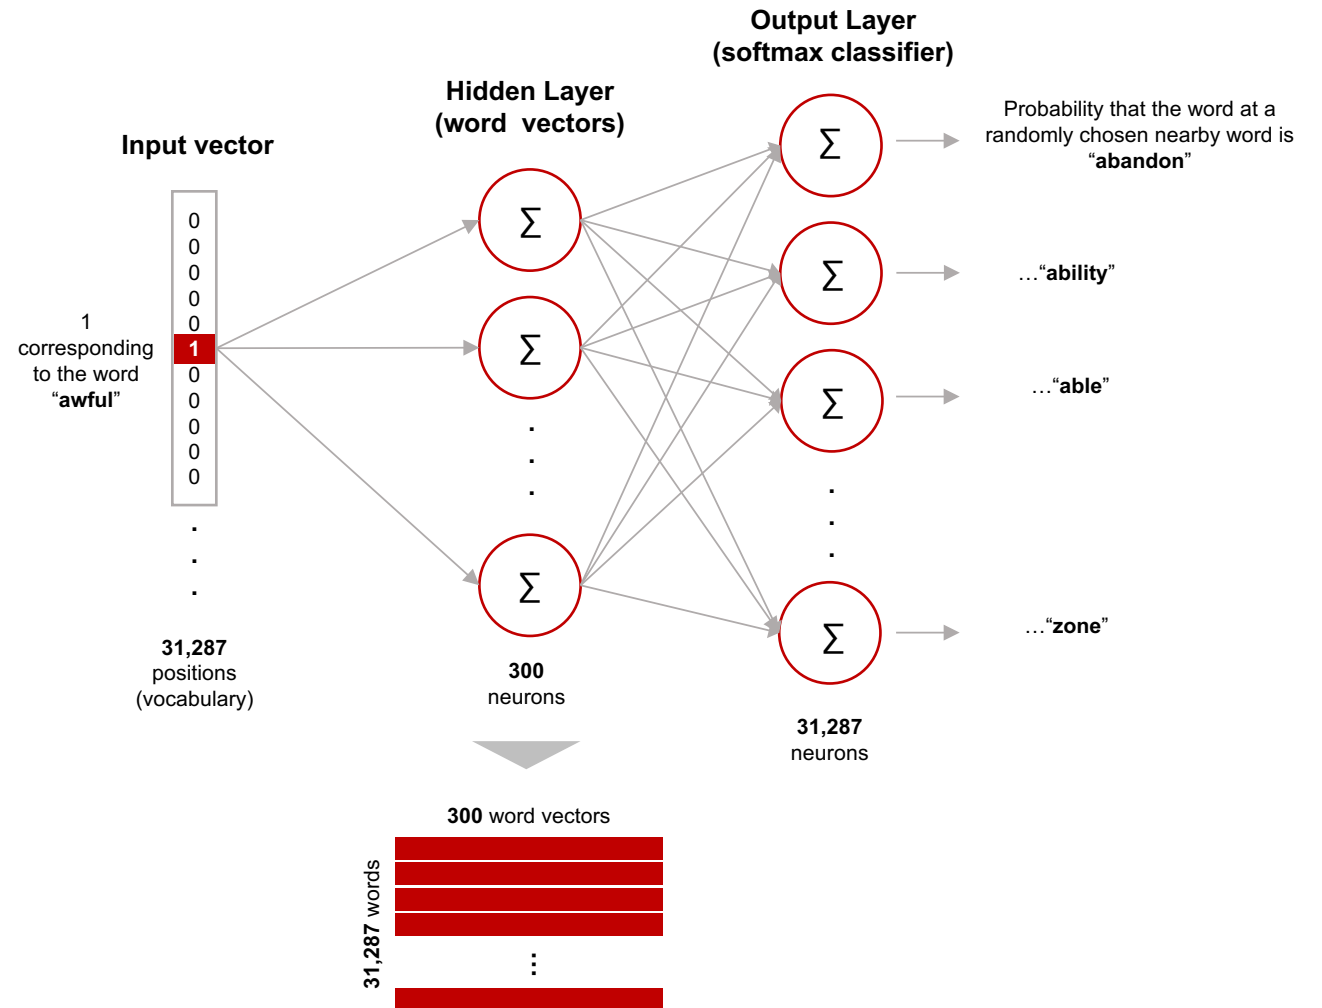 Output Layer
(softmax classifier)
Hidden Layer
(word vectors)
Input vector
Probability that the word at a
randomly chosen nearby word is
“abandon”
…“ability”
…“able”
…“zone”
1
corresponding
to the word
“awful”
0
0
0
0
0
1
0
0
0
0
0
.
.
.
31,287
positions
(vocabulary)
Σ
Σ
.
.
.
Σ
300
neurons
Σ
Σ
Σ
.
.
.
Σ
31,287
neurons
300 word vectors
31,287 words
...